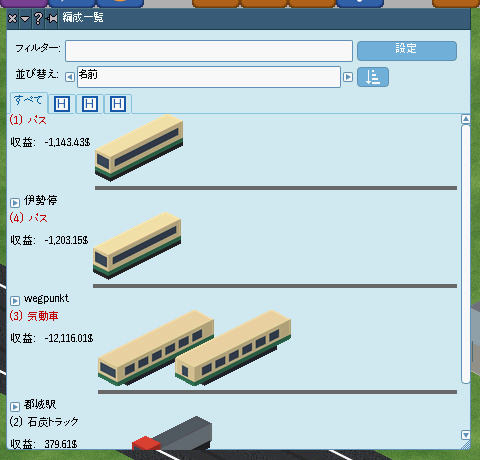 編成一覧
フィルター:
設定
並び替え:
名前
すべて
H H H
(1) バス
収益: -1,143.43$
伊勢停
(4) バス
収益: -1,203.15$
wegpunkt
(3) 気動車
収益: -12,116.01$
都城駅
(2) 石炭トラック
収益: 379.61$